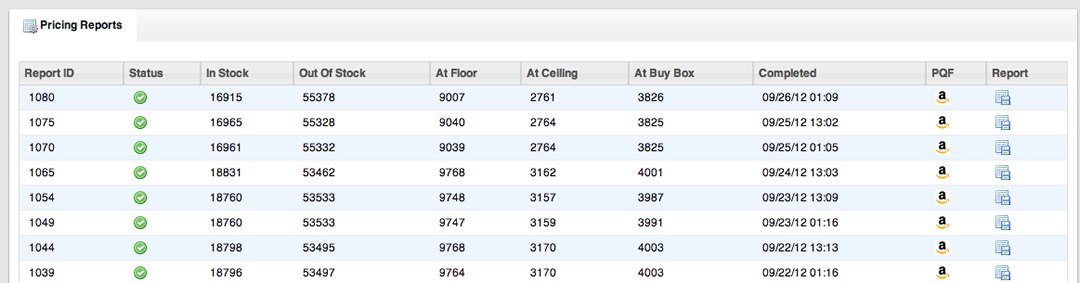 Pricing Reports
Report ID Status In Stock Out Of Stock At Floor At Ceiling At Buy Box Completed PQF Report
1080 16915 55378 9007 2761 3826 09/26/12 01:09 a
1075 16965 55328 9040 2764 3825 09/25/12 13:02 a
1070 16961 55332 9039 2764 3825 09/25/12 01:05 a
1065 18831 53462 9768 3162 4001 09/24/12 13:03 a
1054 18760 53533 9748 3157 3987 09/23/12 13:09 a
1049 18760 53533 9747 3159 3991 09/23/12 01:16 a
1044 18798 53495 9768 3170 4003 09/22/12 13:13 a
1039 18796 53497 9764 3170 4003 09/22/12 01:16 a